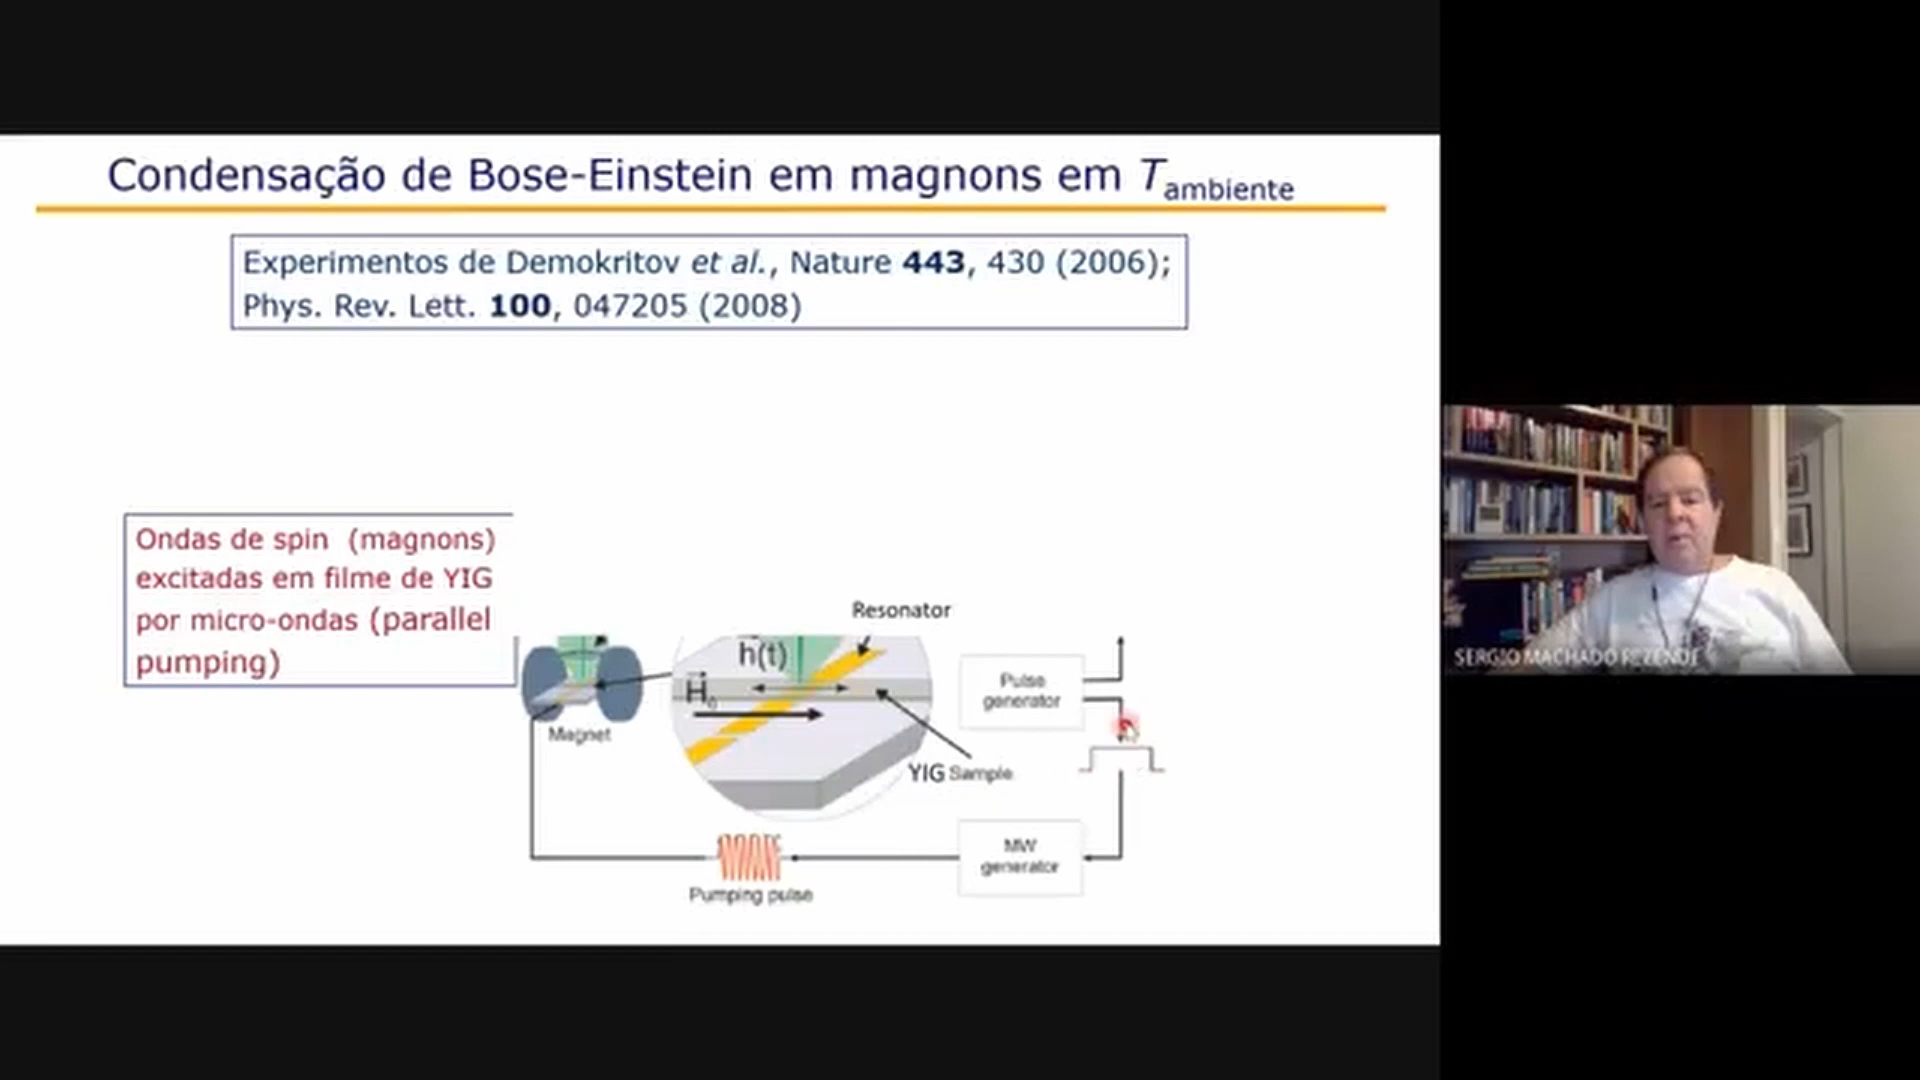 Condensação de Bose-Einstein em magnons em Tambiente
Experimentos de Demokritov et al., Nature 443, 430 (2006);
Phys. Rev. Lett. 100, 047205 (2008)
Ondas de spin (magnons)
excitadas em filme de YIG
por micro-ondas (parallel
pumping)
Resonator
h(t)
H0
Pulse
generator
Magnet
YIG Sample
MW
generator
Pumping pulse
SERGIO MACHADO REZENDE